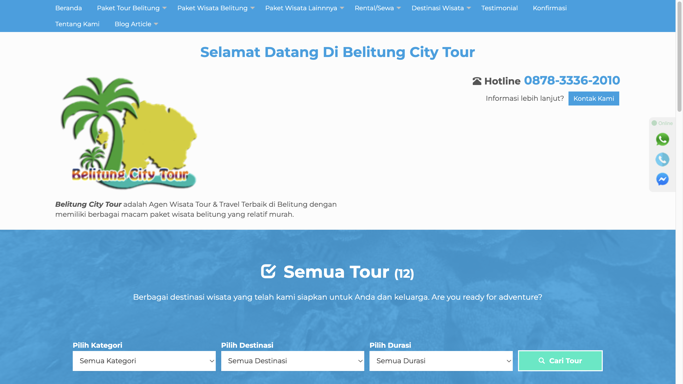 Beranda Paket Tour Belitung Paket Wisata Belitung Paket Wisata Lainnnya Rental/Sewa Destinasi Wisata Testimonial Konfirmasi
Tentang Kami Blog Article
Selamat Datang Di Belitung City Tour
Belitung City Tour
Hotline 0878-3336-2010
Informasi lebih lanjut? Kontak Kami
Online
Belitung City Tour adalah Agen Wisata Tour & Travel Terbaik di Belitung dengan
memiliki berbagai macam paket wisata belitung yang relatif murah.
Semua Tour (12)
Berbagai destinasi wisata yang telah kami siapkan untuk Anda dan keluarga. Are you ready for adventure?
Pilih Kategori Pilih Destinasi Pilih Durasi
Semua Kategori Semua Destinasi Semua Durasi Cari Tour